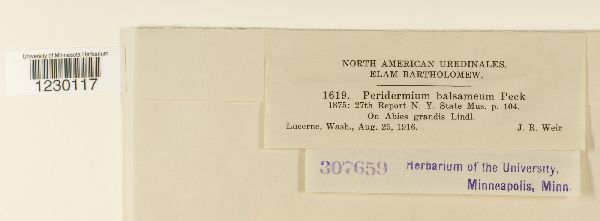 University of Minnesota Herbarium
1230117
NORTH AMERICAN UREDINALES.
ELAM BARTHOLOMEW.
1619. Peridermium balsameum Peck
1875: 27th Report N. Y. State Mus. p. 104.
On Abies grandis Lindl.
Lucerne, Wash., Aug. 25, 1916. J. R. Weir
307659 Herbarium of the University,
Minneapolis, Minn.